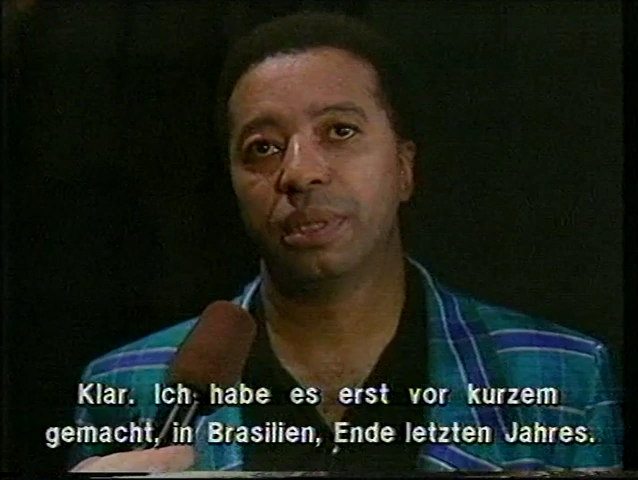 Klar. Ich habe es erst vor kurzem
gemacht, in Brasilien, Ende letzten Jahres.